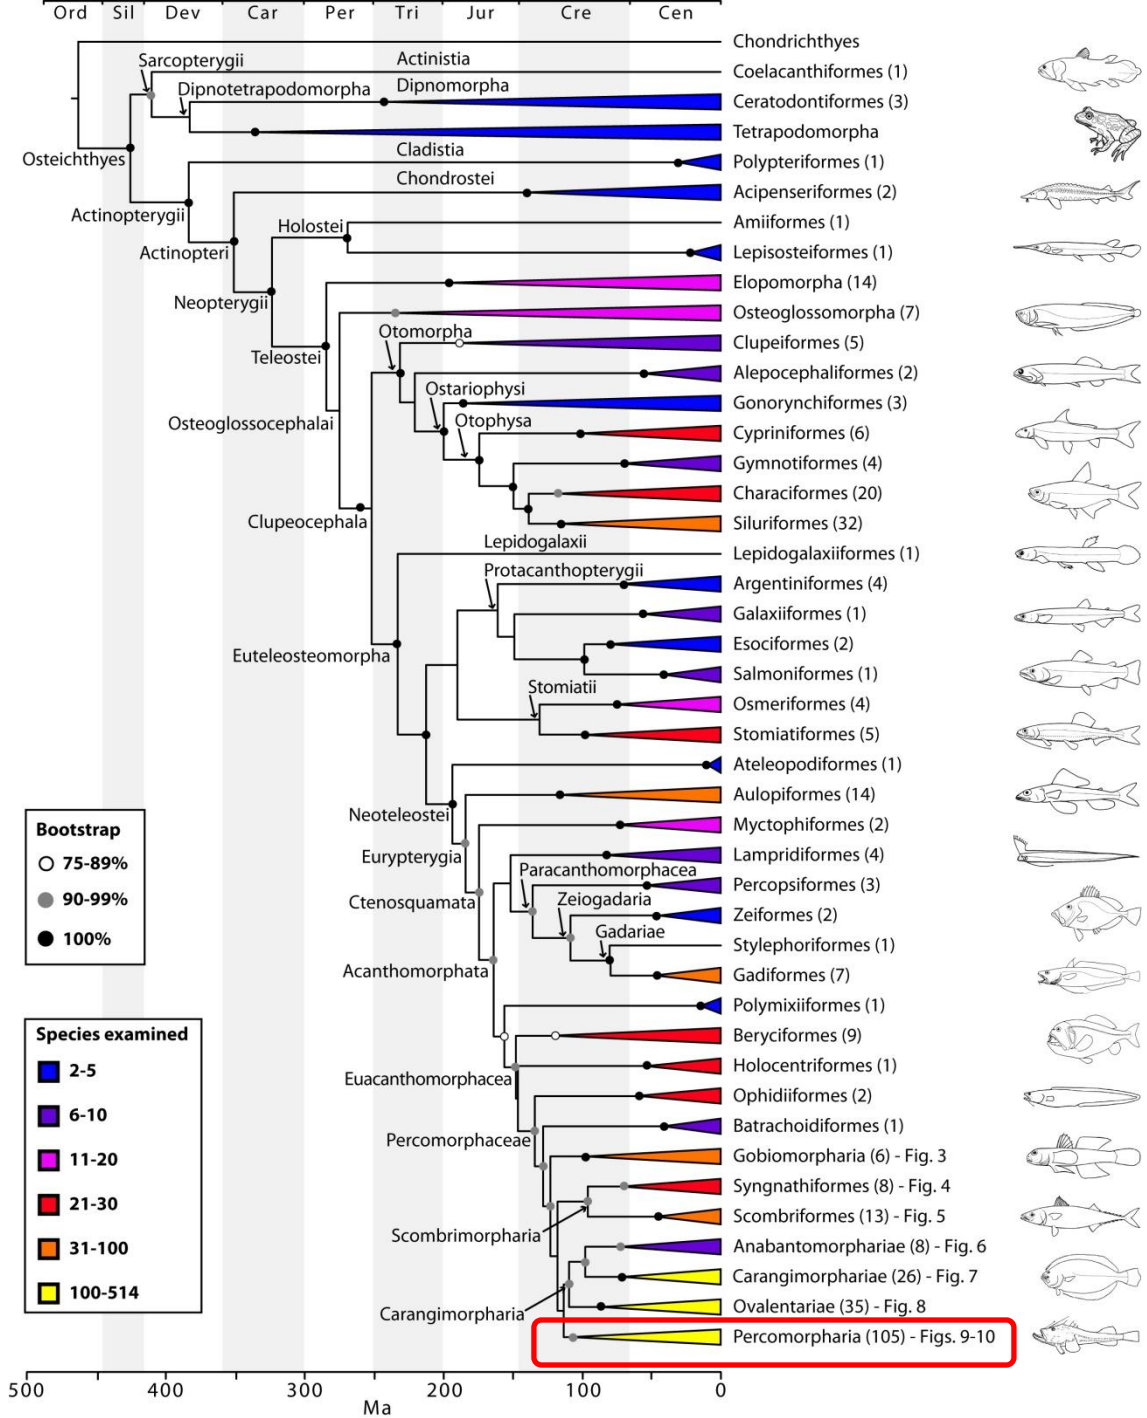 Ord Sil Dev Car Per Tri Jur Cre Cen
Chondrichthyes
Sarcopterygii
Actinistia
Coelacanthiformes (1)
Dipnotetrapodomorpha
Dipnomorpha
Ceratodontiformes (3)
Tetrapodomorpha
Osteichthyes
Cladistia
Polypteriformes (1)
Chondrostei
Acipenseriformes (2)
Actinopterygii
Holostei
Amiiformes (1)
Actinopteri
Lepisosteiformes (1)
Elopomorpha (14)
Neopterygii
Osteoglossomorpha (7)
Otomorpha
Clupeiformes (5)
Teleostei
Alepocephaliformes (2)
Ostariophysi
Gonorynchiformes (3)
Osteoglossocephalai
Otophysa
Cypriniformes (6)
Gymnotiformes (4)
Characiformes (20)
Clupeocephala
Siluriformes (32)
Lepidogalaxii
Lepidogalaxiiformes (1)
Protacanthopterygii
Argentiniformes (4)
Galaxiiformes (1)
Euteleosteomorpha
Esociformes (2)
Salmoniformes (1)
Stomiatii
Osmeriformes (4)
Stomiatiformes (5)
Ateleopodiformes (1)
Aulopiformes (14)
Neoteleostei
Myctophiformes (2)
Eurypterygia
Lampridiformes (4)
Paracanthomorphacea
Percopsiformes (3)
Ctenosquamata
Zeiogadaria
Zeiformes (2)
Gadariae
Stylephoriformes (1)
Acanthomorphata
Gadiformes (7)
Polymixiiformes (1)
Beryciformes (9)
Holocentriformes (1)
Euacanthomorphacea
Ophidiiformes (2)
Batrachoidiformes (1)
Percomorphaceae
Gobiomorpharia (6) - Fig. 3
Syngnathiformes (8) - Fig. 4
Scombriformes (13) - Fig. 5
Scombrimorpharia
Anabantomorphariae (8) - Fig. 6
Carangimorphariae (26) - Fig. 7
Carangimorpharia
Ovalentariae (35) - Fig. 8
Percomorpharia (105) - Figs. 9-10
Bootstrap
75-89%
90-99%
100%
Species examined
2-5
6-10
11-20
21-30
31-100
100-514
500 400 300 200 100 0
Ma